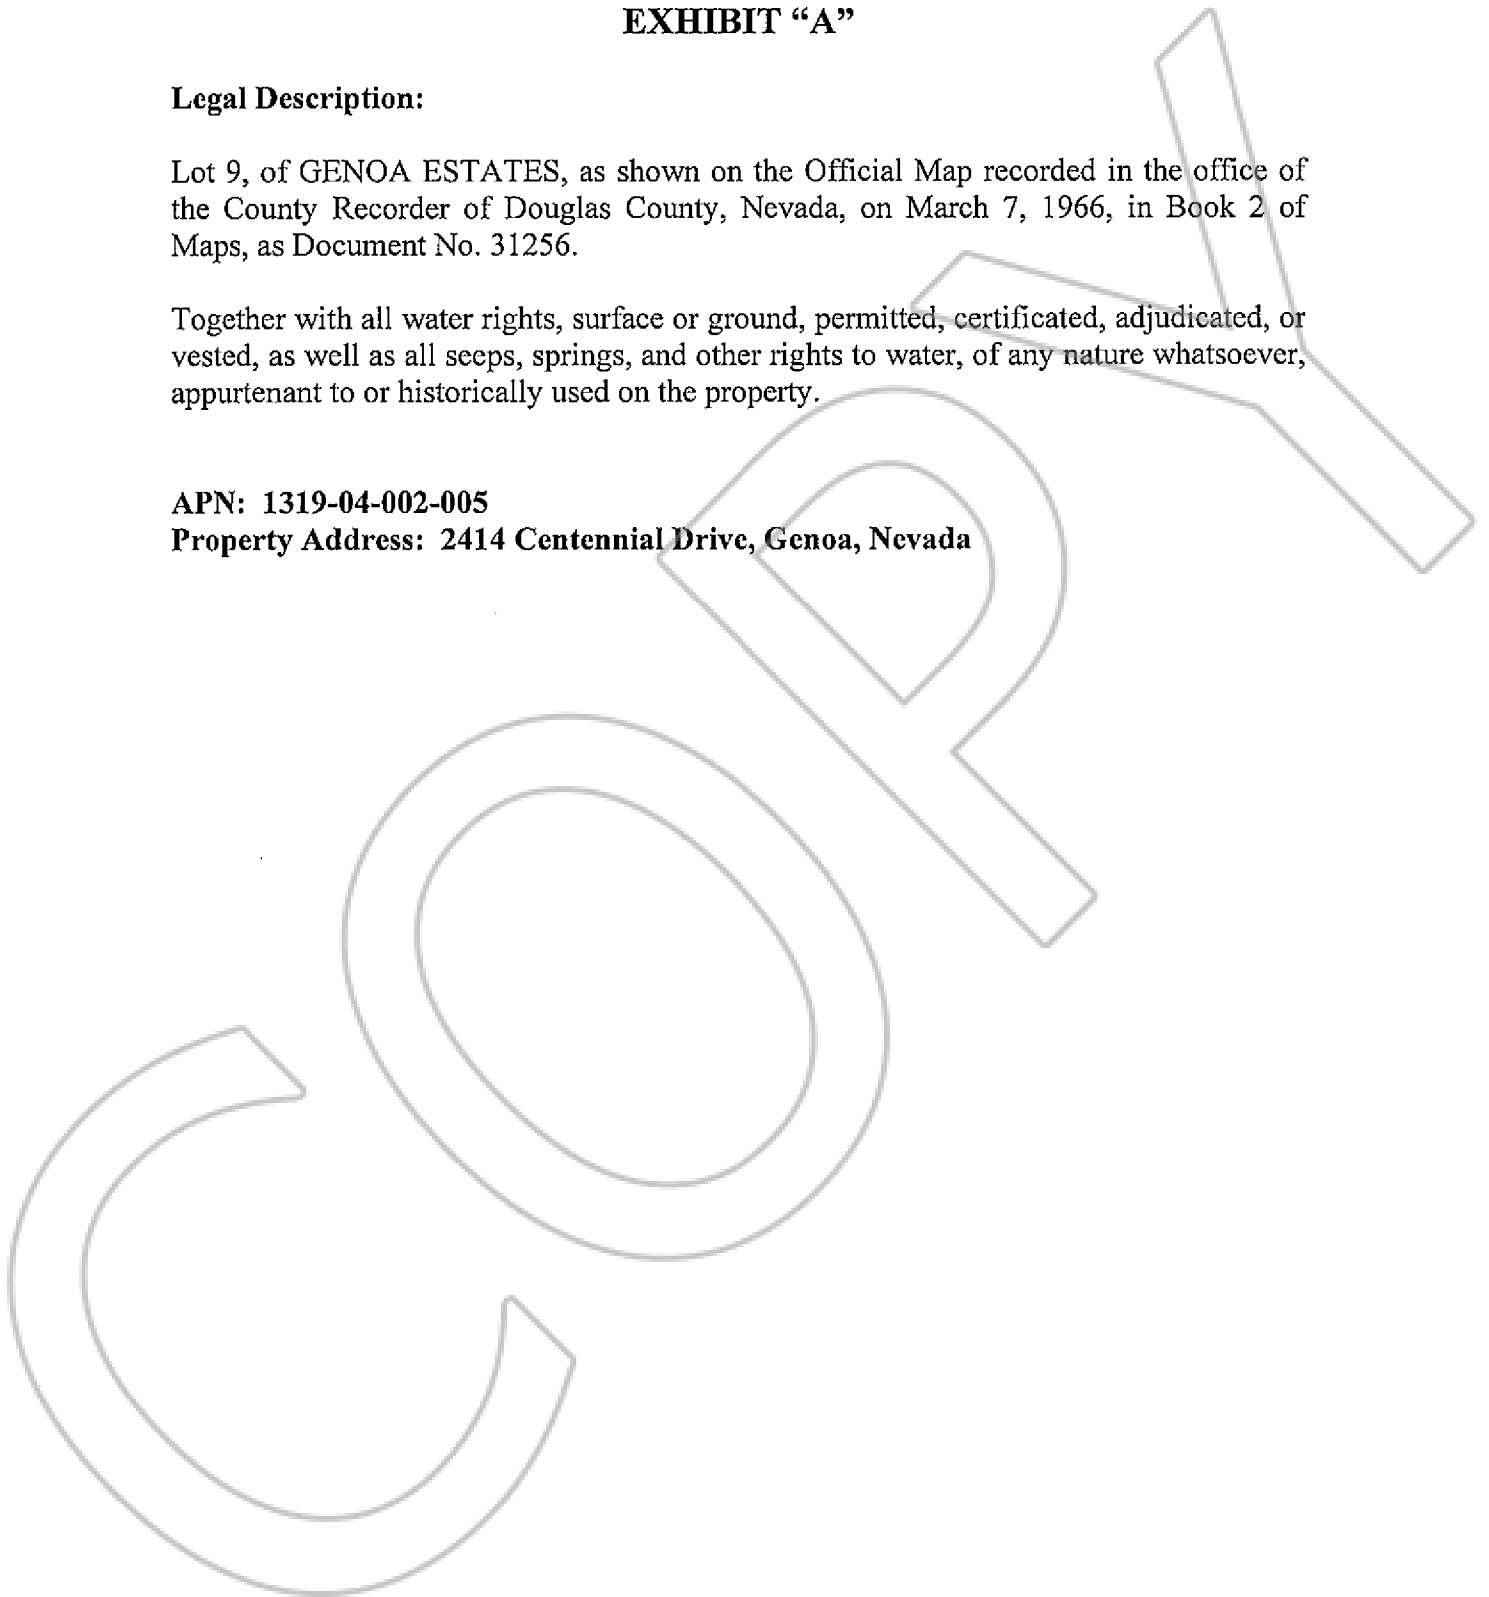 EXHIBIT “A”
Legal Description:
Lot 9, of GENOA ESTATES, as shown on the Official Map recorded in the office of
the County Recorder of Douglas County, Nevada, on March 7, 1966, in Book 2 of
Maps, as Document No. 31256.
Together with all water rights, surface or ground, permitted, certificated, adjudicated, or
vested, as well as all seeps, springs, and other rights to water, of any nature whatsoever,
appurtenant to or historically used on the property.
APN: 1319-04-002-005
Property Address: 2414 Centennial Drive, Genoa, Nevada
COPY